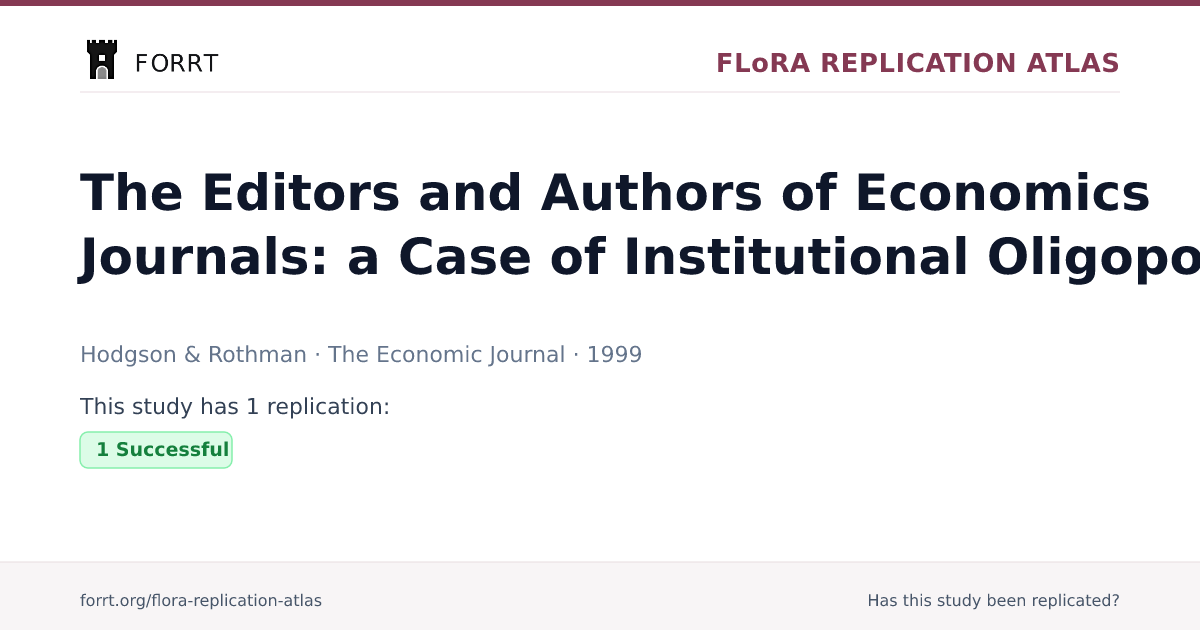 FORRT
FLoRA REPLICATION ATLAS
The Editors and Authors of Economics
Journals: a Case of Institutional Oligopo
Hodgson & Rothman · The Economic Journal · 1999
This study has 1 replication:
1 Successful
forrt.org/flora-replication-atlas
Has this study been replicated?